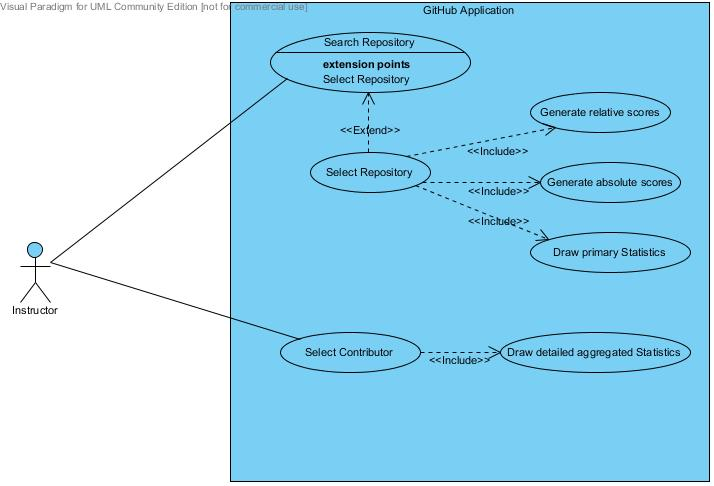 Visual Paradigm for UML Community Edition [not for commercial use]
GitHub Application
Search Repository
extension points
Select Repository
<<Extend>>
Select Repository
<<Include>>
Generate relative scores
<<Include>>
Generate absolute scores
<<Include>>
Draw primary Statistics
Instructor
Select Contributor
<<Include>>
Draw detailed aggregated Statistics